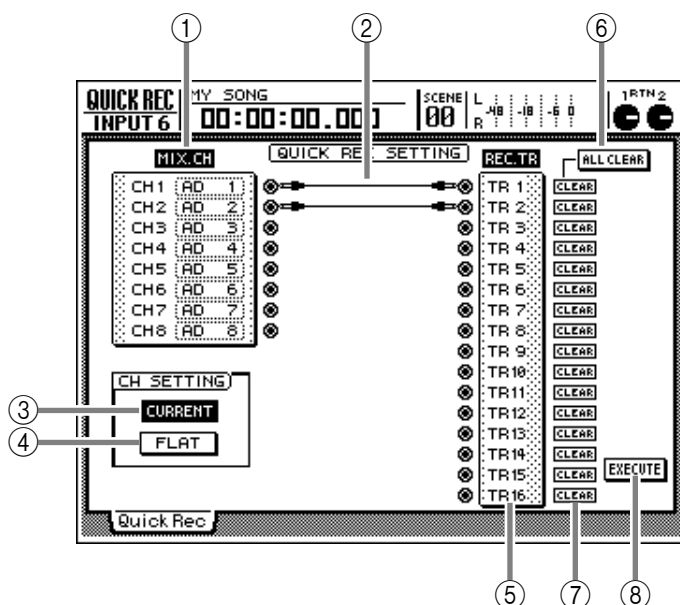 ① ② ⑥
QUICK REC MY SONG SCENE L 1 RTN 2
INPUT 6 00:00:00.000 00 R -48 -18 -6 0
MIX.CH QUICK REC SETTING REC.TR ALL CLEAR
CH1 AD 1 TR 1 CLEAR
CH2 AD 2 TR 2 CLEAR
CH3 AD 3 TR 3 CLEAR
CH4 AD 4 TR 4 CLEAR
CH5 AD 5 TR 5 CLEAR
CH6 AD 6 TR 6 CLEAR
CH7 AD 7 TR 7 CLEAR
CH8 AD 8 TR 8 CLEAR
TR 9 CLEAR
TR10 CLEAR
CH SETTING TR11 CLEAR
③ CURRENT TR12 CLEAR
④ FLAT TR13 CLEAR
TR14 CLEAR
TR15 CLEAR EXECUTE
TR16 CLEAR
Quick Rec
⑤ ⑦ ⑧